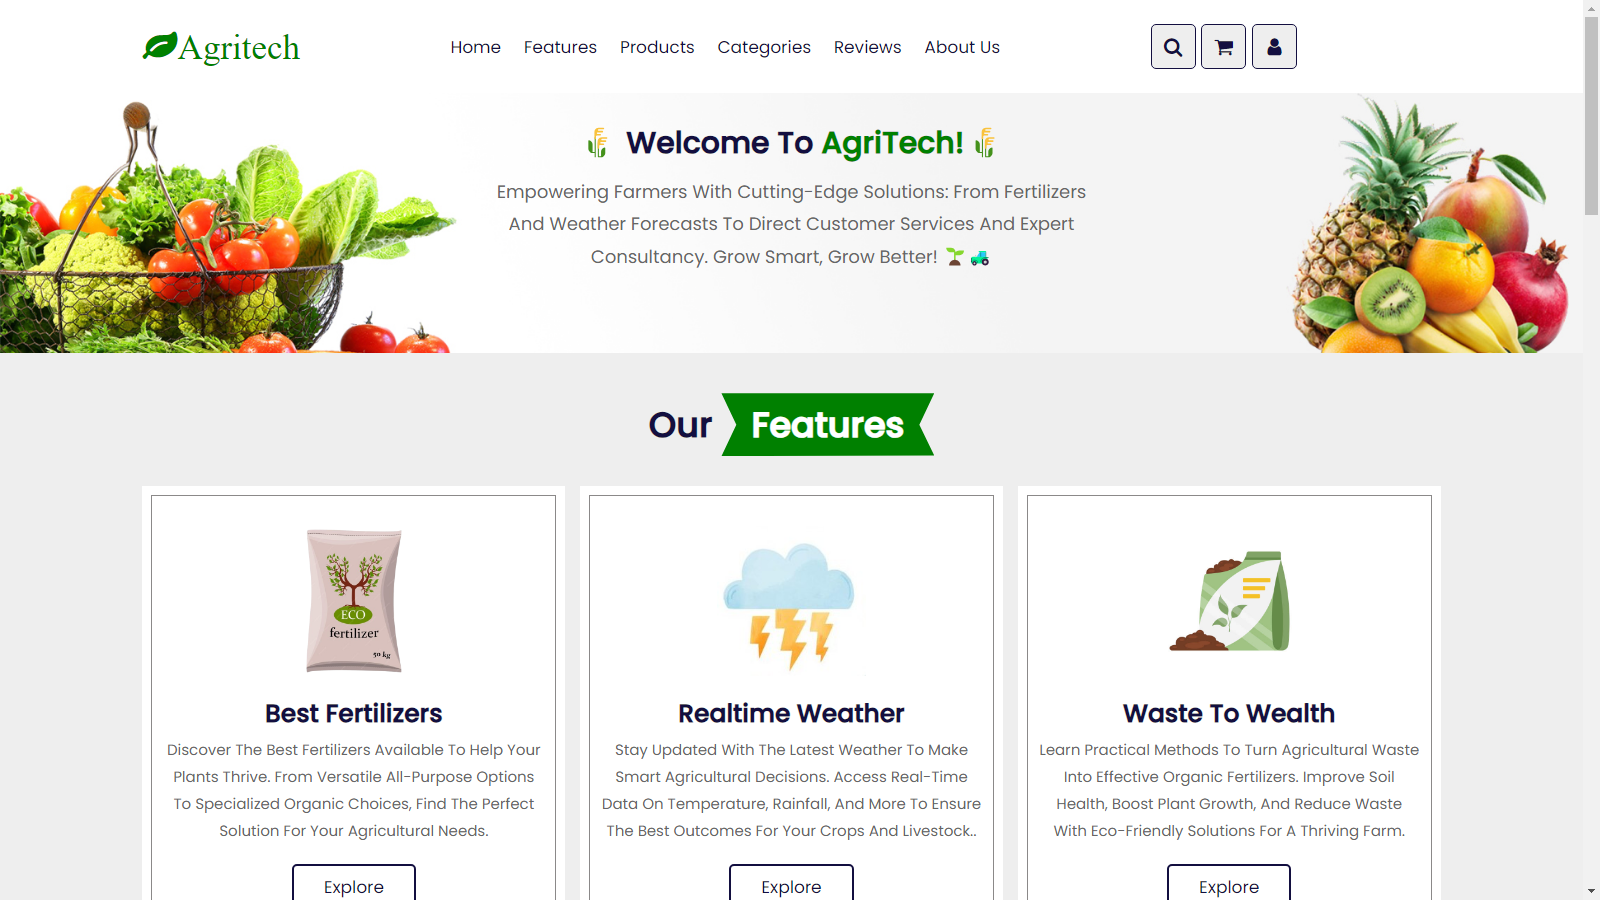 Agritech
Home Features Products Categories Reviews About Us
Welcome To AgriTech!
Empowering Farmers With Cutting-Edge Solutions: From Fertilizers
And Weather Forecasts To Direct Customer Services And Expert
Consultancy. Grow Smart, Grow Better!
Our Features
ECO
fertilizer
50 kg
Best Fertilizers
Discover The Best Fertilizers Available To Help Your
Plants Thrive. From Versatile All-Purpose Options
To Specialized Organic Choices, Find The Perfect
Solution For Your Agricultural Needs.
Explore
Realtime Weather
Stay Updated With The Latest Weather To Make
Smart Agricultural Decisions. Access Real-Time
Data On Temperature, Rainfall, And More To Ensure
The Best Outcomes For Your Crops And Livestock..
Explore
Waste To Wealth
Learn Practical Methods To Turn Agricultural Waste
Into Effective Organic Fertilizers. Improve Soil
Health, Boost Plant Growth, And Reduce Waste
With Eco-Friendly Solutions For A Thriving Farm.
Explore